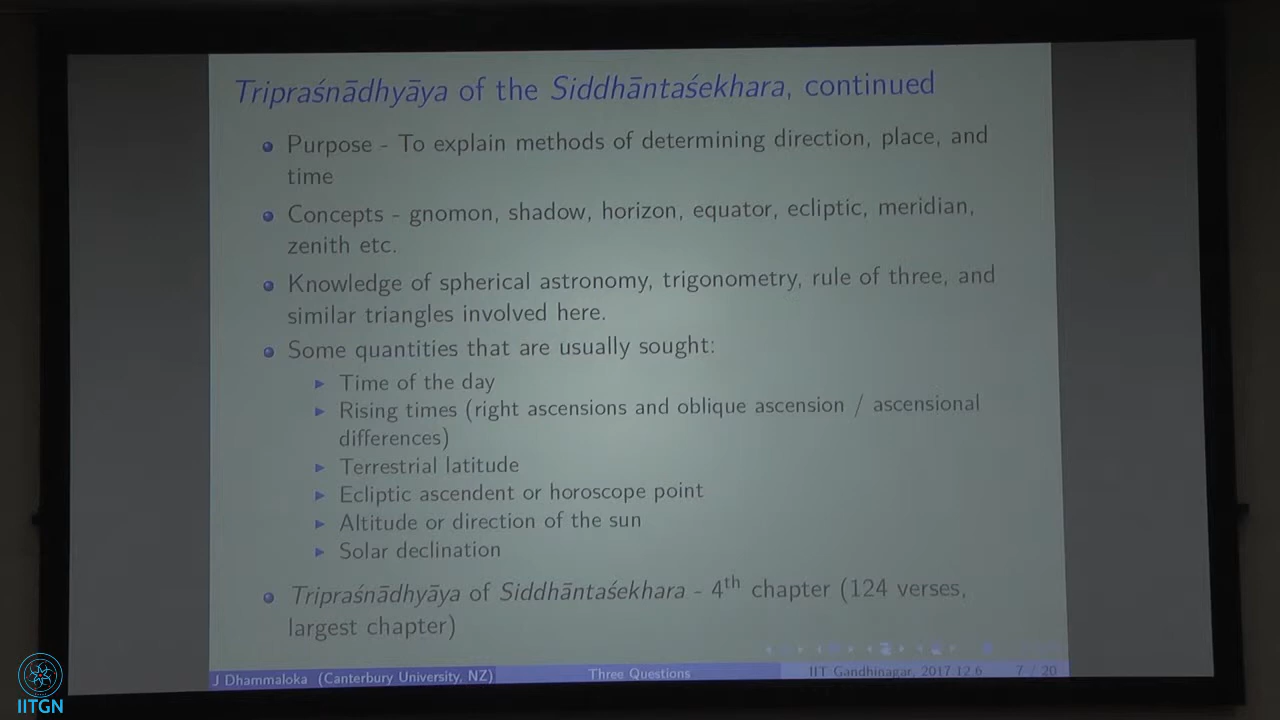 Tripraśnādhyāya of the Siddhāntaśekhara, continued
Purpose - To explain methods of determining direction, place, and
time
Concepts - gnomon, shadow, horizon, equator, ecliptic, meridian,
zenith etc.
Knowledge of spherical astronomy, trigonometry, rule of three, and
similar triangles involved here.
Some quantities that are usually sought:
Time of the day
Rising times (right ascensions and oblique ascension / ascensional
differences)
Terrestrial latitude
Ecliptic ascendent or horoscope point
Altitude or direction of the sun
Solar declination
Tripraśnādhyāya of Siddhāntaśekhara - 4th chapter (124 verses,
largest chapter)
J Dhammaloka (Canterbury University, NZ) Three Questions IIT Gandhinagar, 2017.12.6 7 / 20
IITGN